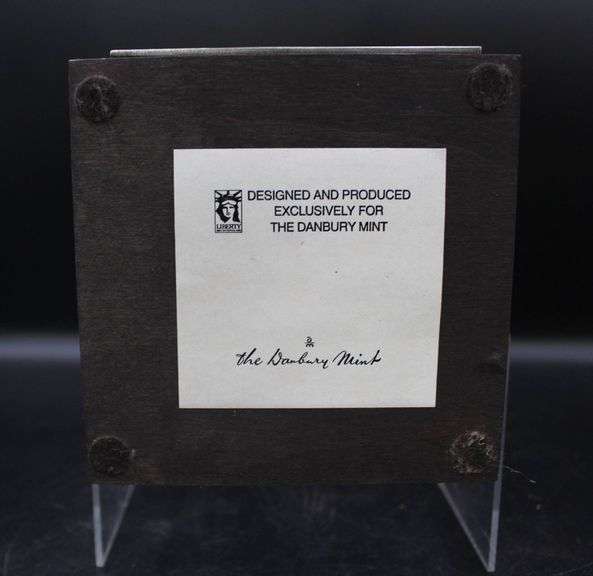 DESIGNED AND PRODUCED
EXCLUSIVELY FOR
THE DANBURY MINT
LIBERTY
the Danbury Mint